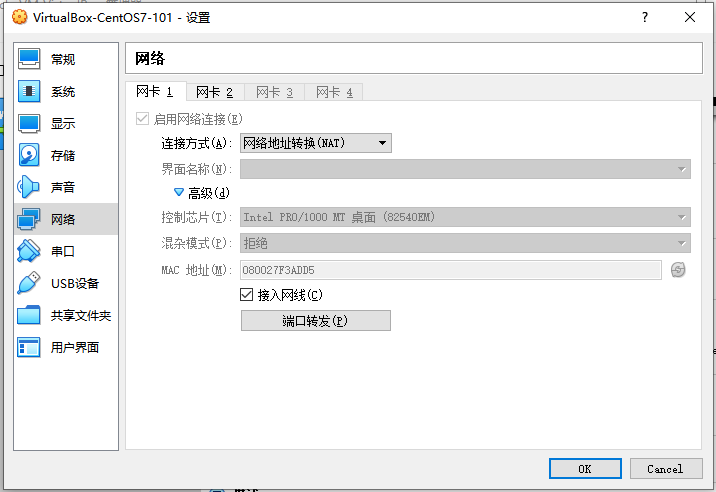 VirtualBox-CentOS7-101 - 设置
?
常规
系统
显示
存储
声音
网络
串口
USB设备
共享文件夹
用户界面
网络
网卡 1 网卡 2 网卡 3 网卡 4
启用网络连接(E)
连接方式(A): 网络地址转换(NAT)
界面名称(N):
高级(d)
控制芯片(T): Intel PRO/1000 MT 桌面 (82540EM)
混杂模式(P): 拒绝
MAC 地址(M): 080027F3ADD5
接入网线(C)
端口转发(P)
OK Cancel